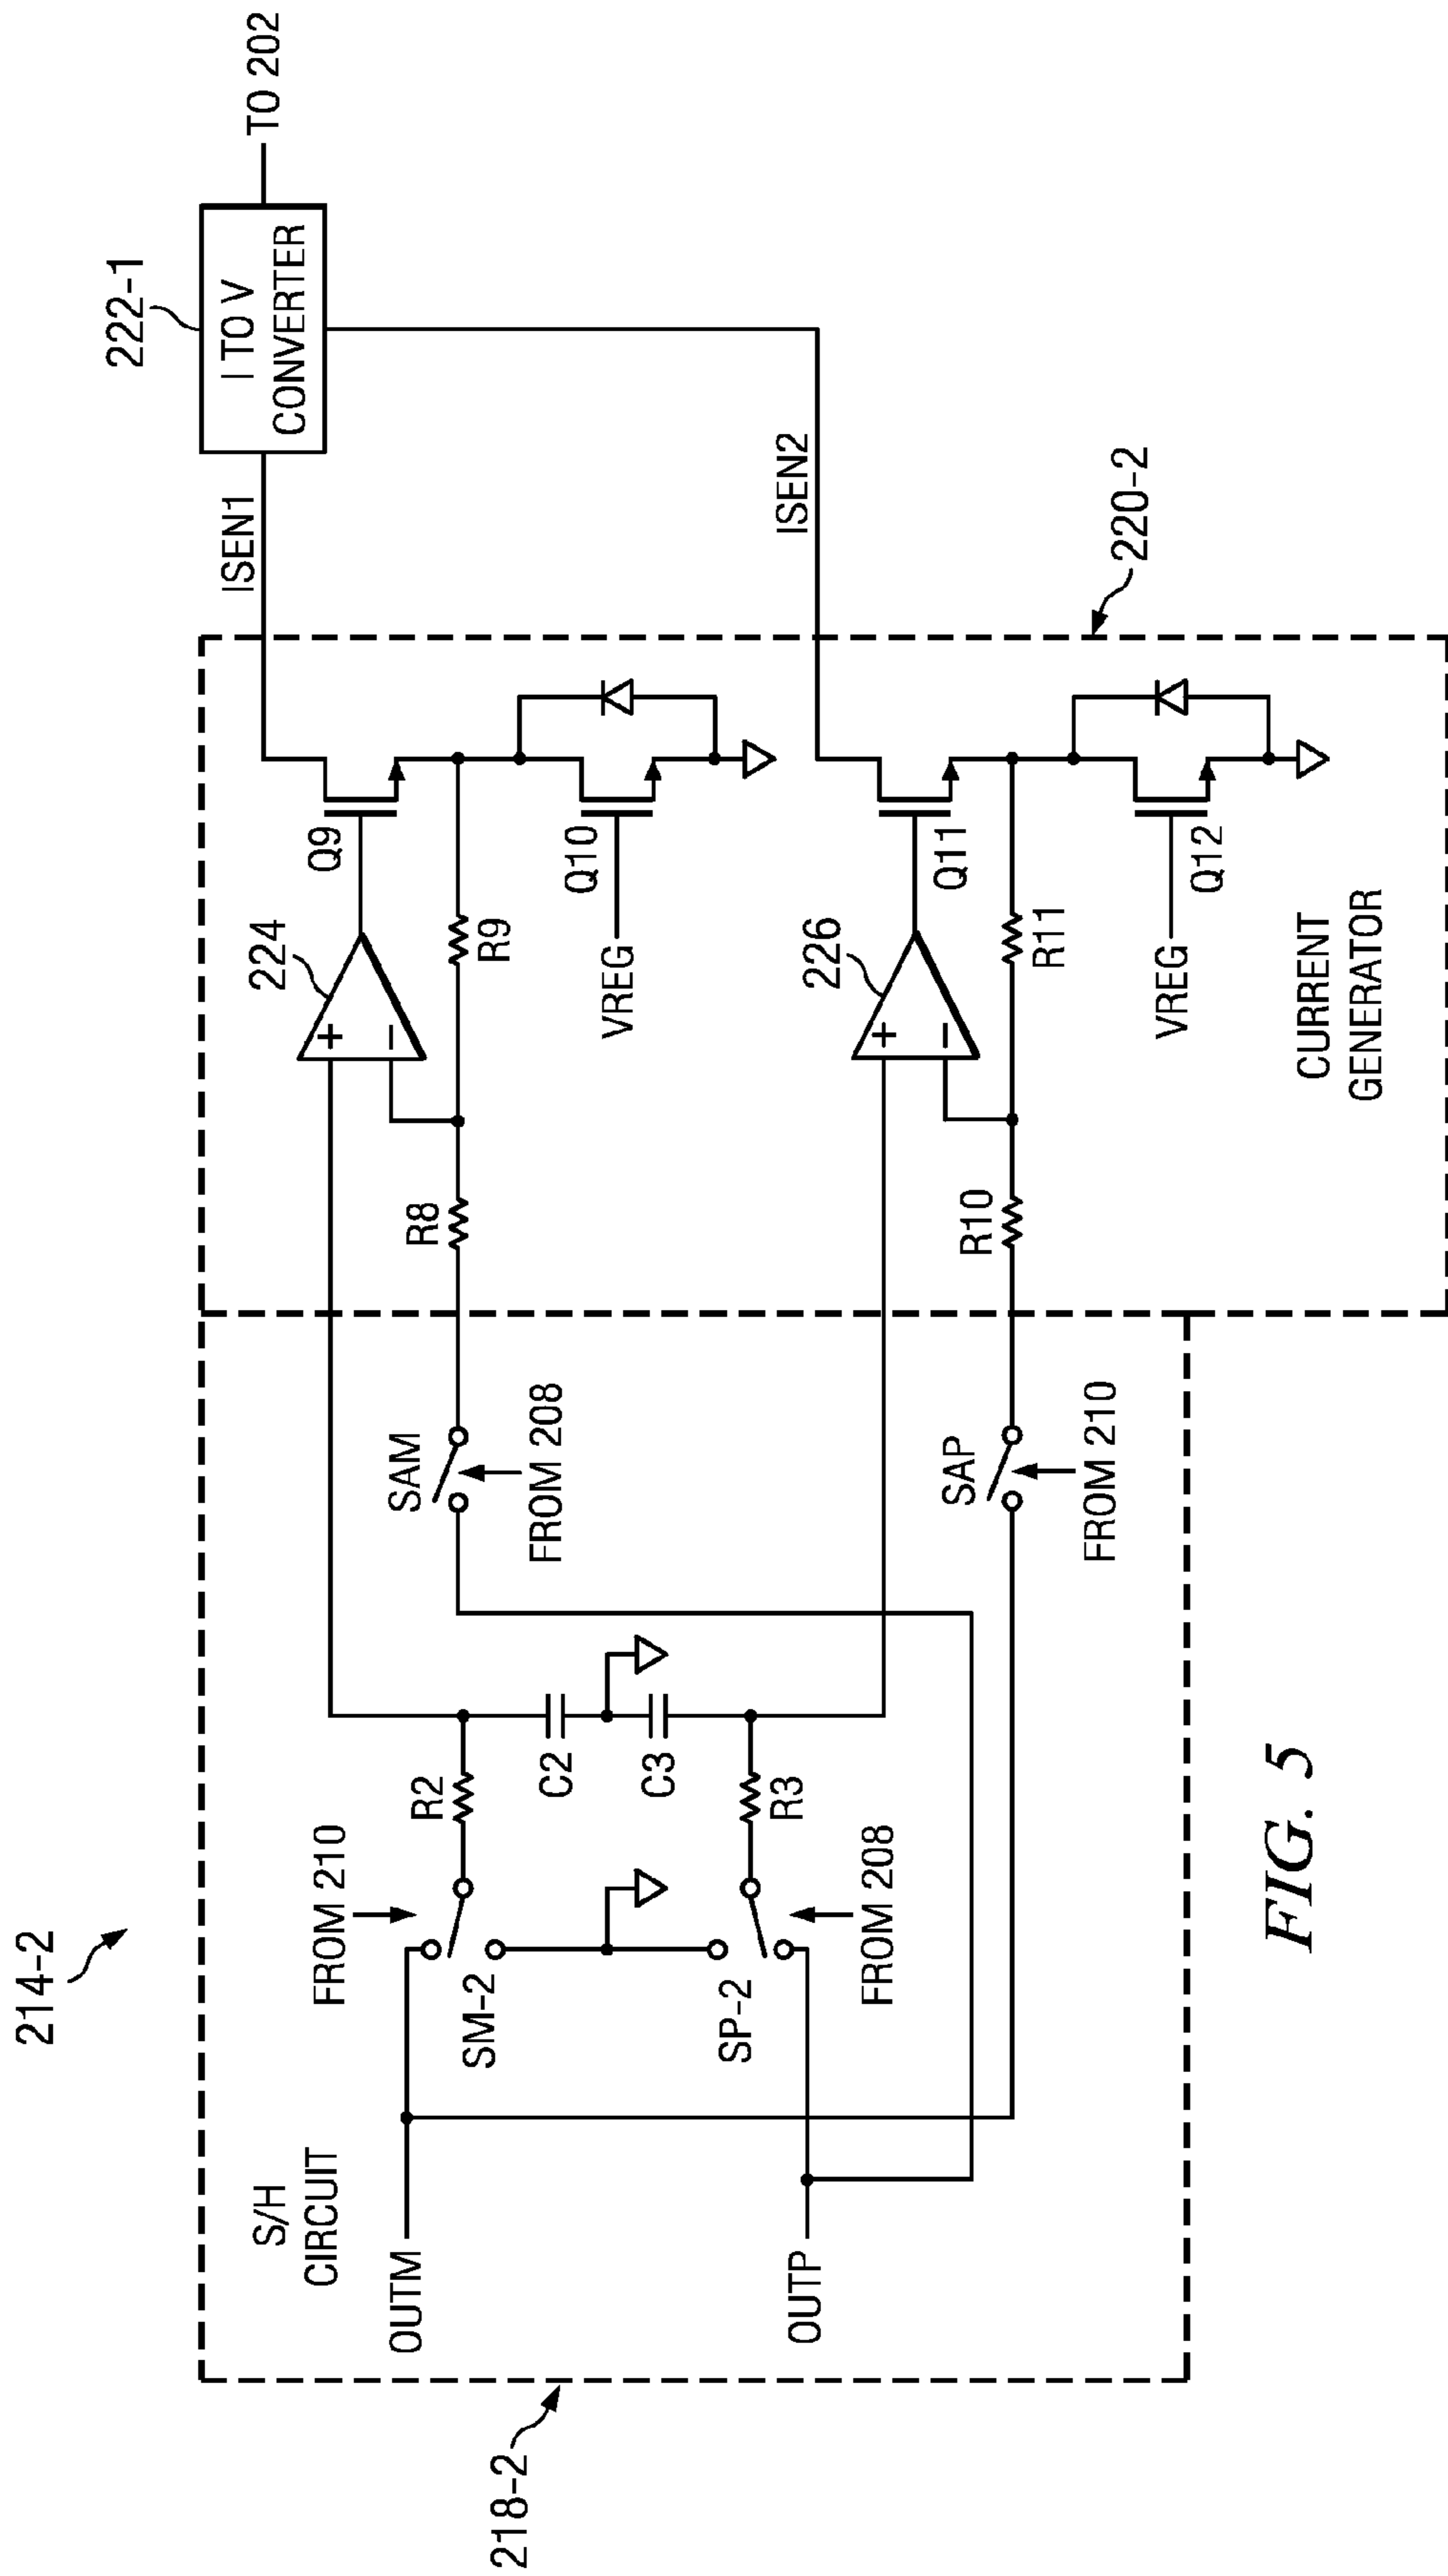 214-2
218-2
S/H
CIRCUIT
OUTM
OUTP
FROM 210
SM-2
SP-2
FROM 208
R2
C2
C3
R3
SAM
FROM 208
SAP
FROM 210
R8
R9
224
+
−
Q9
Q10
VREG
R10
R11
226
+
−
Q11
Q12
VREG
CURRENT
GENERATOR
220-2
ISEN1
ISEN2
222-1
I TO V
CONVERTER
TO 202
FIG. 5